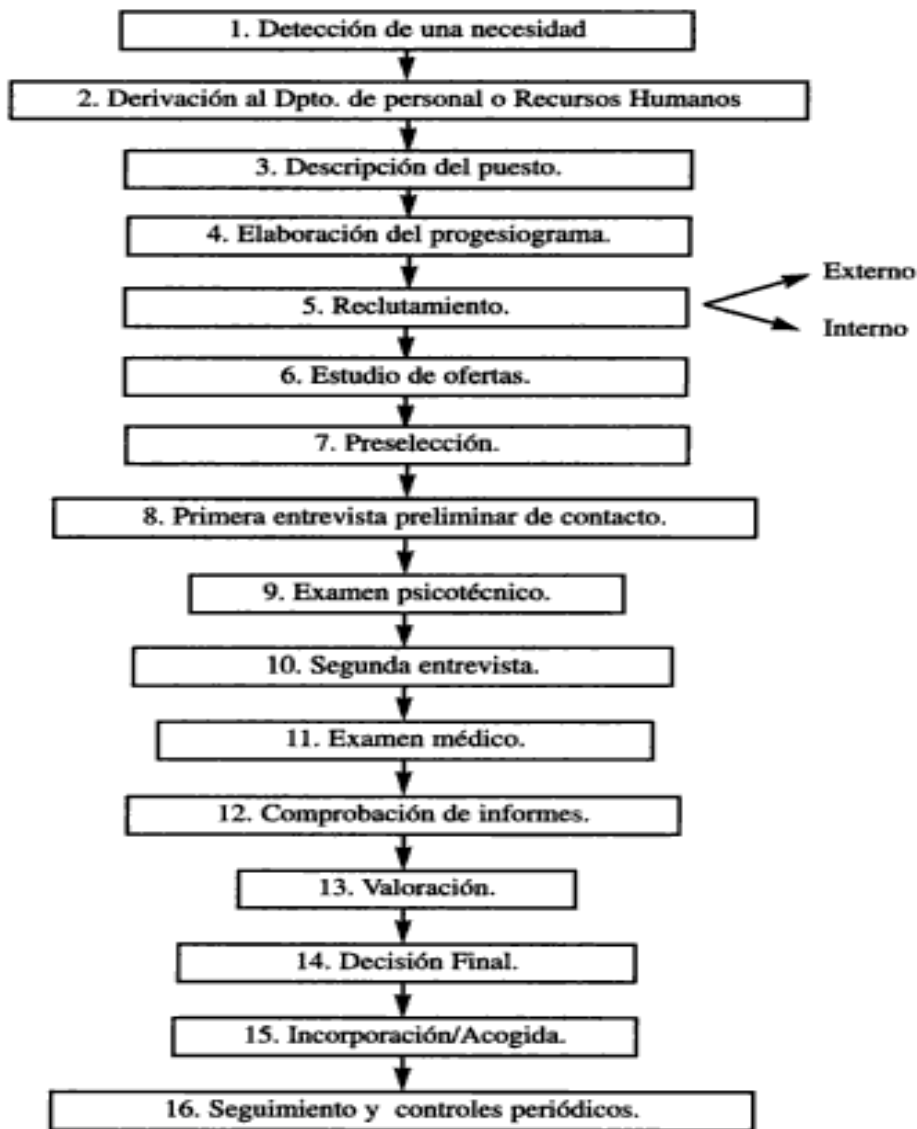 1. Detección de una necesidad
2. Derivación al Dpto. de personal o Recursos Humanos
3. Descripción del puesto.
4. Elaboración del progesiograma.
Externo
5. Reclutamiento.
Interno
6. Estudio de ofertas.
7. Preselección.
8. Primera entrevista preliminar de contacto.
9. Examen psicotécnico.
10. Segunda entrevista.
11. Examen médico.
12. Comprobación de informes.
13. Valoración.
14. Decisión Final.
15. Incorporación/Acogida.
16. Seguimiento y controles periódicos.